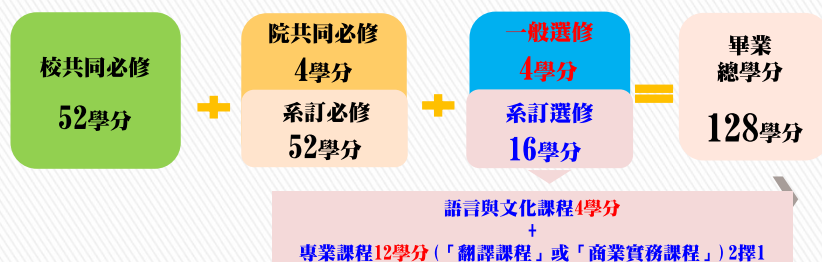 校共同必修
52學分
+
院共同必修
4學分
系訂必修
52學分
+
一般選修
4學分
系訂選修
16學分
=
畢業
總學分
128學分
語言與文化課程4學分
+
專業課程12學分(「翻譯課程」或「商業實務課程」)2擇1